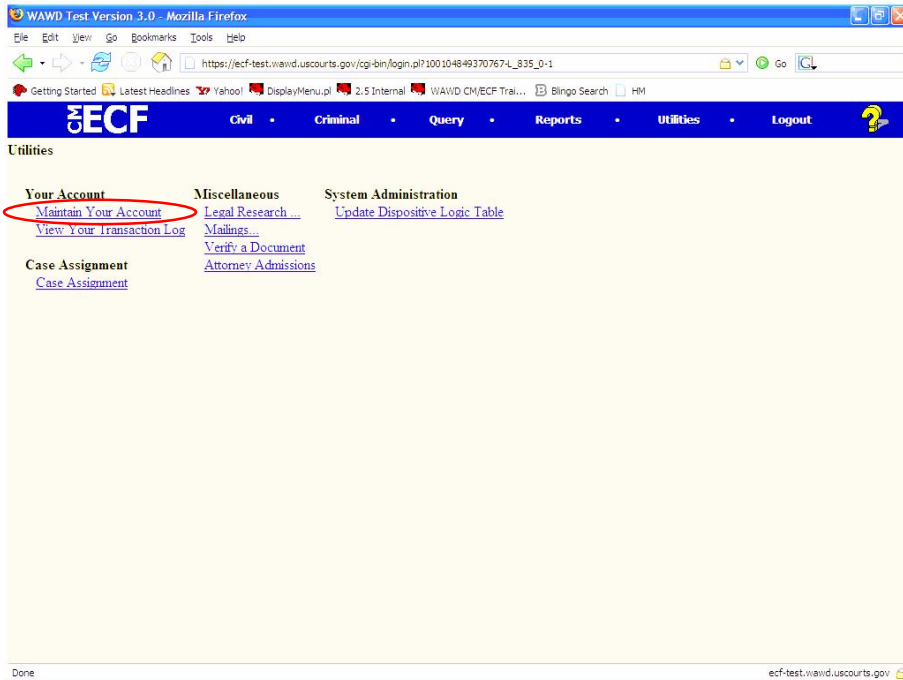 WAWD Test Version 3.0 - Mozilla Firefox
File Edit View Go Bookmarks Tools Help
https://ecf-test.wawd.uscourts.gov/cgi-bin/login.pl?100104849370767-L_835_0-1 Go
Getting Started Latest Headlines Yahoo! DisplayMenu.pl 2.5 Internal WAWD CM/ECF Trai... Blingo Search HM
CM ECF Civil • Criminal • Query • Reports • Utilities • Logout ?
Utilities
Your Account
Maintain Your Account
View Your Transaction Log
Case Assignment
Case Assignment
Miscellaneous
Legal Research ...
Mailings...
Verify a Document
Attorney Admissions
System Administration
Update Dispositive Logic Table
Done ecf-test.wawd.uscourts.gov